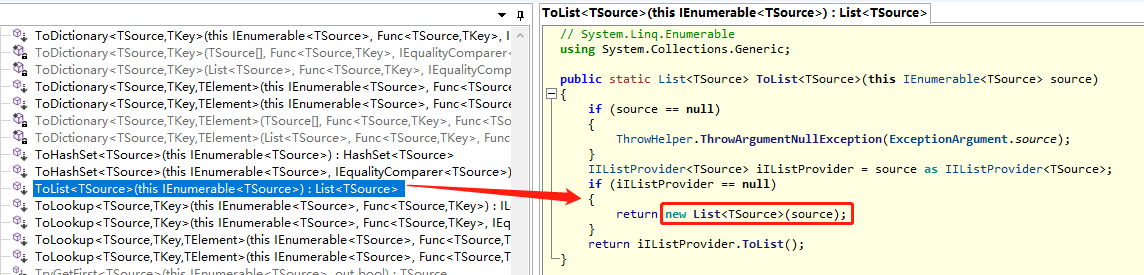 ToDictionary<TSource,TKey>(this IEnumerable<TSource>, Func<TSource,TKey>, I
ToDictionary<TSource,TKey>(TSource[], Func<TSource,TKey>, IEqualityComparer
ToDictionary<TSource,TKey>(List<TSource>, Func<TSource,TKey>, IEqualityComp
ToDictionary<TSource,TKey,TElement>(this IEnumerable<TSource>, Func<TSource
ToDictionary<TSource,TKey,TElement>(this IEnumerable<TSource>, Func<TSource
ToDictionary<TSource,TKey,TElement>(TSource[], Func<TSource,TKey>, Func<TSo
ToDictionary<TSource,TKey,TElement>(List<TSource>, Func<TSource,TKey>, Func
ToHashSet<TSource>(this IEnumerable<TSource>) : HashSet<TSource>
ToHashSet<TSource>(this IEnumerable<TSource>, IEqualityComparer<TSource>)
ToList<TSource>(this IEnumerable<TSource>) : List<TSource>
ToLookup<TSource,TKey>(this IEnumerable<TSource>, Func<TSource,TKey>) : ILo
ToLookup<TSource,TKey>(this IEnumerable<TSource>, Func<TSource,TKey>, IEq
ToLookup<TSource,TKey,TElement>(this IEnumerable<TSource>, Func<TSource,T
ToLookup<TSource,TKey,TElement>(this IEnumerable<TSource>, Func<TSource,T
TryGetFirst<TSource>(this IEnumerable<TSource>, out bool) : TSource
ToList<TSource>(this IEnumerable<TSource>) : List<TSource>
// System.Linq.Enumerable
using System.Collections.Generic;
public static List<TSource> ToList<TSource>(this IEnumerable<TSource> source)
{
if (source == null)
{
ThrowHelper.ThrowArgumentNullException(ExceptionArgument.source);
}
IIListProvider<TSource> iIListProvider = source as IIListProvider<TSource>;
if (iIListProvider == null)
{
return new List<TSource>(source);
}
return iIListProvider.ToList();
}